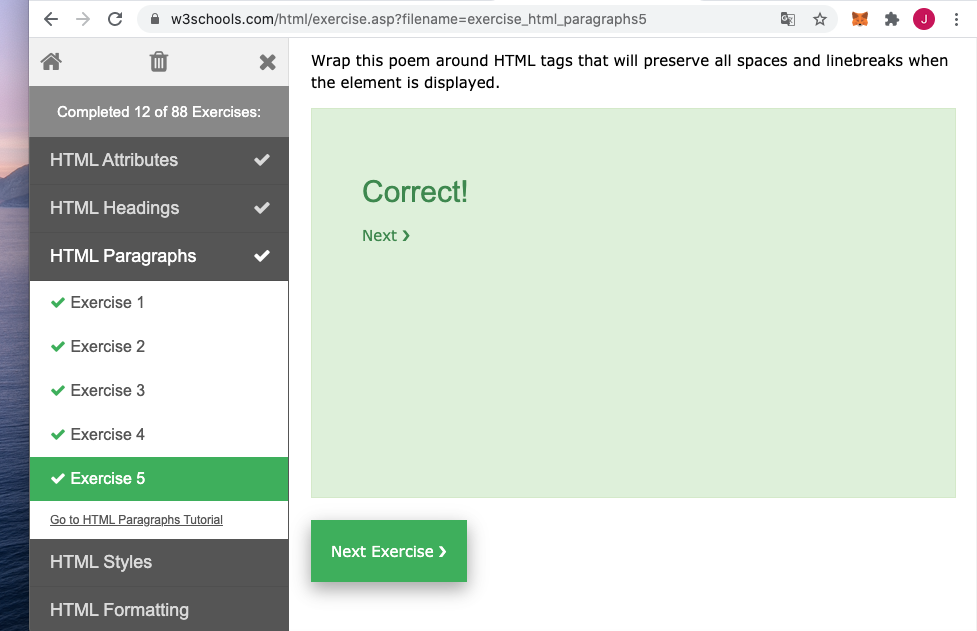 w3schools.com/html/exercise.asp?filename=exercise_html_paragraphs5
J
Completed 12 of 88 Exercises:
HTML Attributes
HTML Headings
HTML Paragraphs
Exercise 1
Exercise 2
Exercise 3
Exercise 4
Exercise 5
Go to HTML Paragraphs Tutorial
HTML Styles
HTML Formatting
Wrap this poem around HTML tags that will preserve all spaces and linebreaks when
the element is displayed.
Correct!
Next ❯
Next Exercise ❯